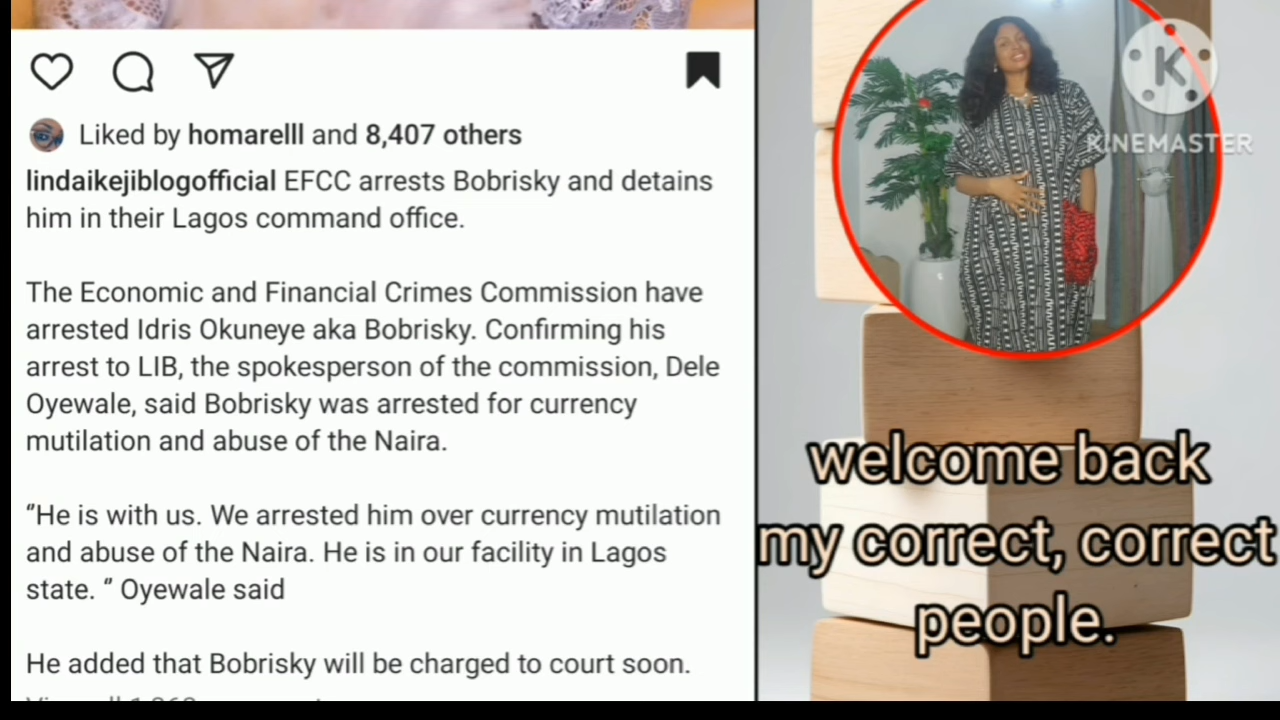 Liked by homarelll and 8,407 others
lindaikejiblogofficial EFCC arrests Bobrisky and detains
him in their Lagos command office.
The Economic and Financial Crimes Commission have
arrested Idris Okuneye aka Bobrisky. Confirming his
arrest to LIB, the spokesperson of the commission, Dele
Oyewale, said Bobrisky was arrested for currency
mutilation and abuse of the Naira.
"He is with us. We arrested him over currency mutilation
and abuse of the Naira. He is in our facility in Lagos
state. " Oyewale said
He added that Bobrisky will be charged to court soon.
K
KINEMASTER
welcome back
my correct, correct
people.